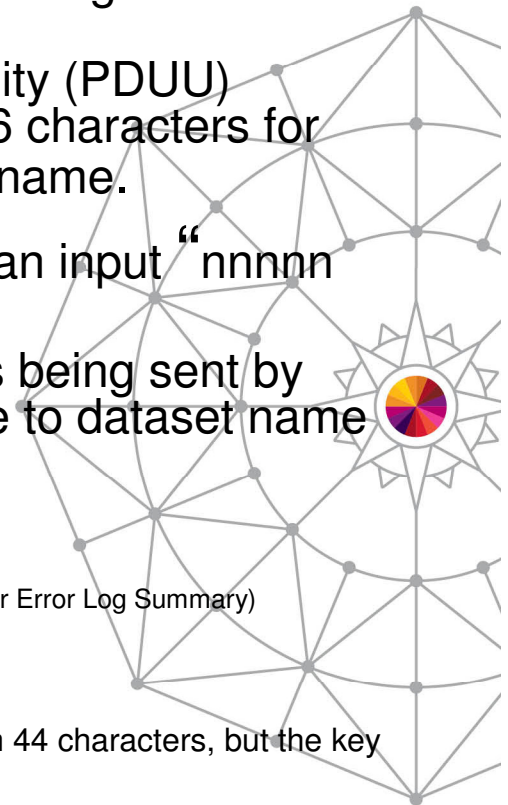 ity (PDUU)
6 characters for
name.
an input “nnnnn
s being sent by
e to dataset name
r Error Log Summary)
n 44 characters, but the key